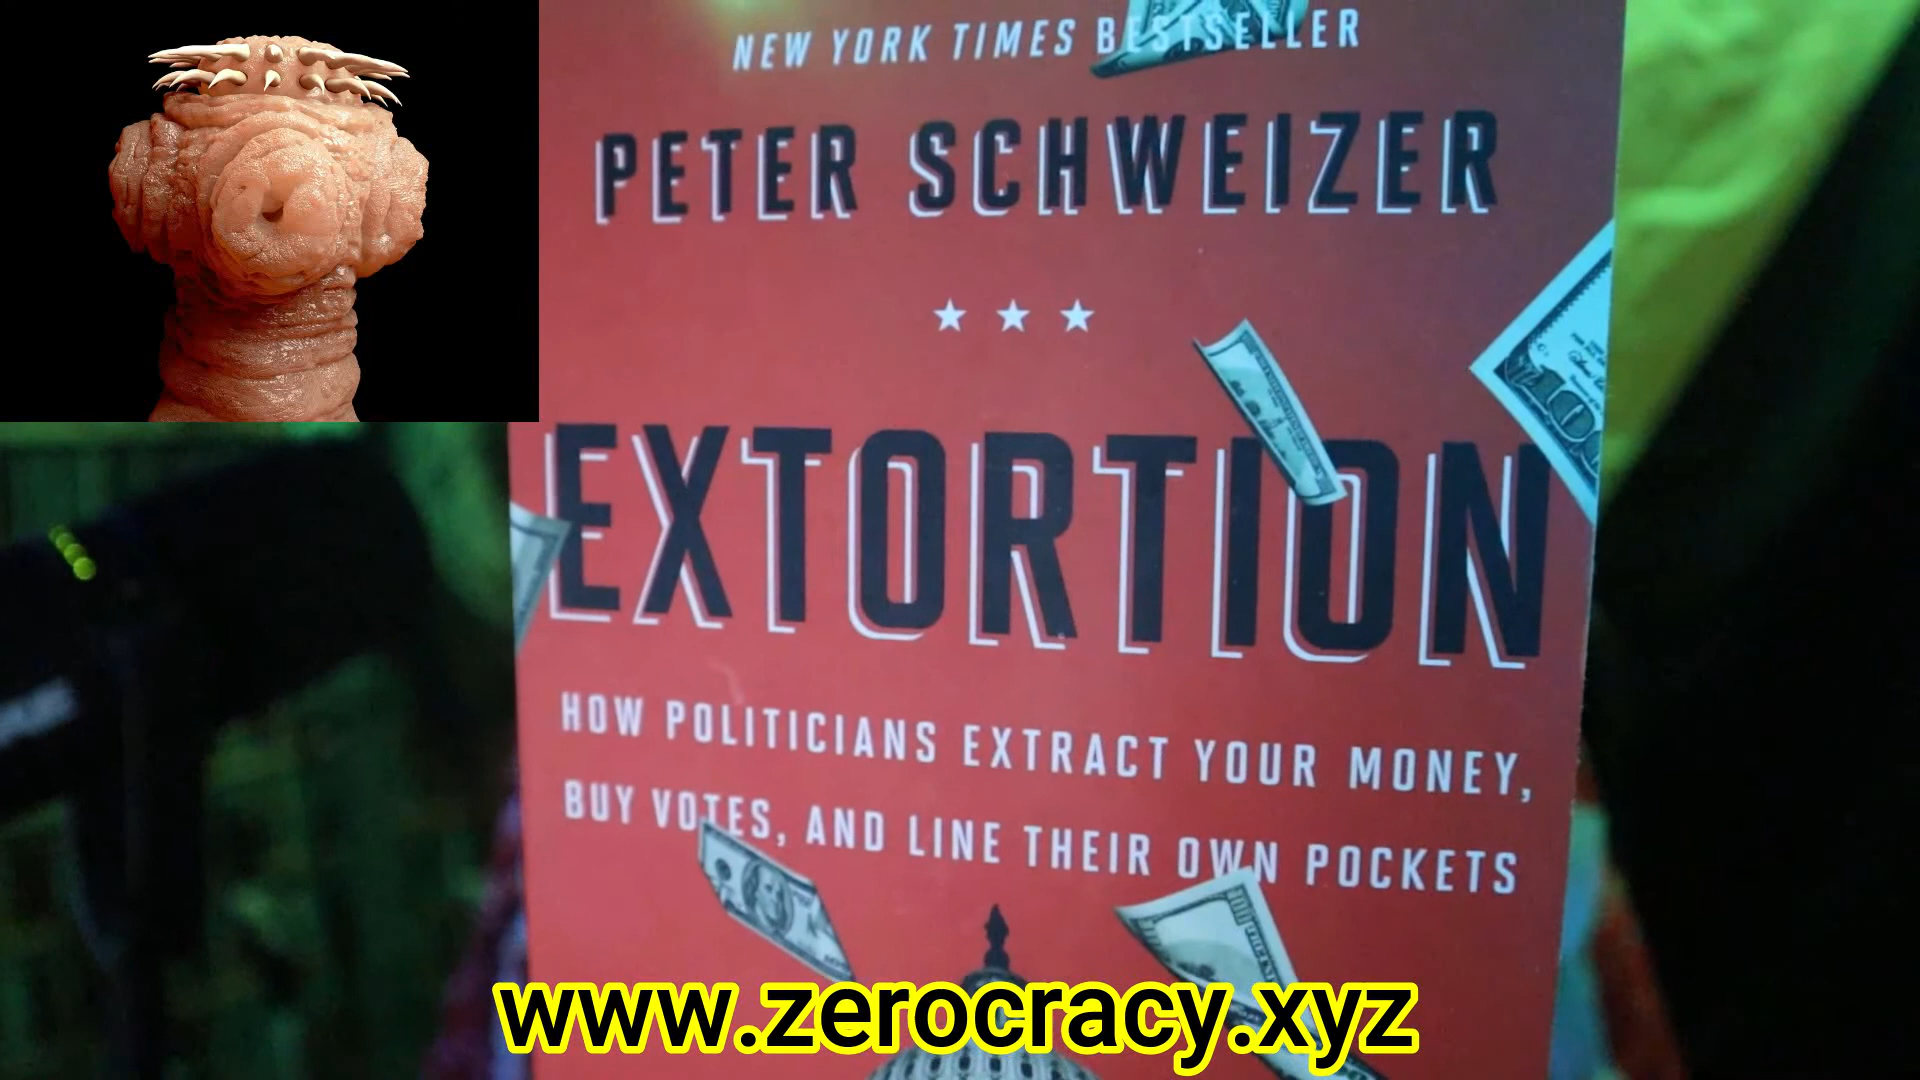 NEW YORK TIMES BESTSELLER
PETER SCHWEIZER
EXTORTION
HOW POLITICIANS EXTRACT YOUR MONEY,
BUY VOTES, AND LINE THEIR OWN POCKETS
www.zerocracy.xyz